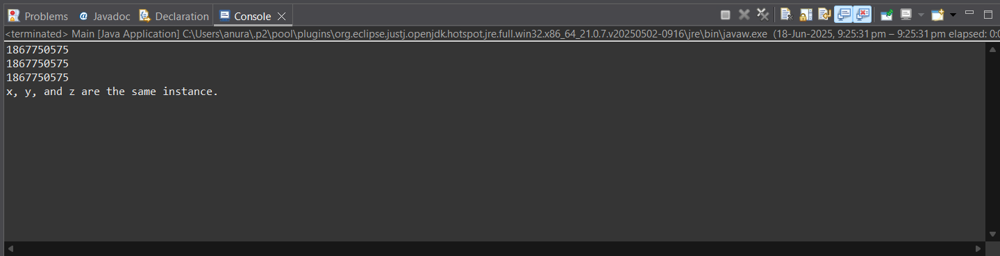 Problems @ Javadoc Declaration Console
<terminated> Main [Java Application] C:\Users\anura\.p2\pool\plugins\org.eclipse.justj.openjdk.hotspot.jre.full.win32.x86_64_21.0.7.v20250502-0916\jre\bin\javaw.exe (18-Jun-2025, 9:25:31 pm – 9:25:31 pm elapsed: 0:0
1867750575
1867750575
1867750575
x, y, and z are the same instance.